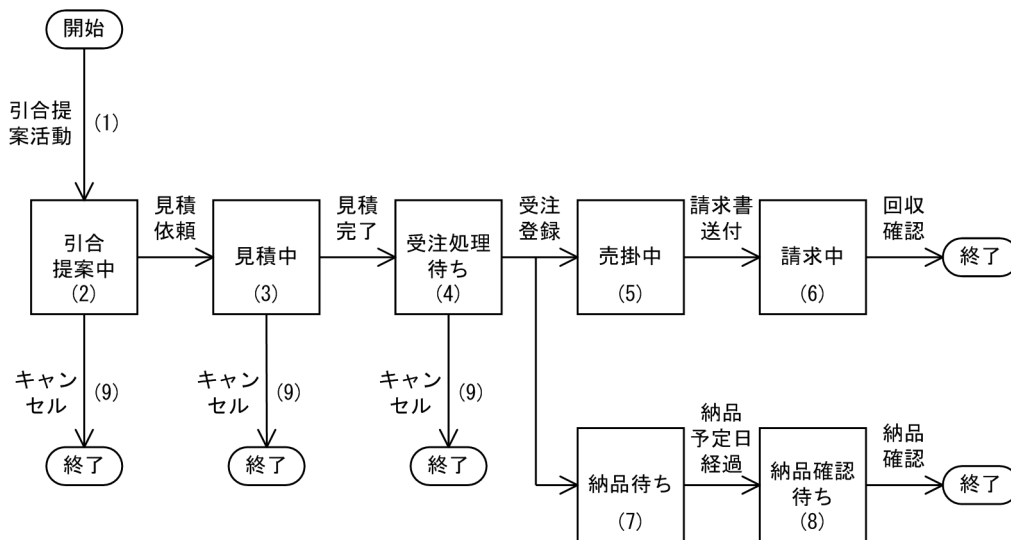 開始
引合提
案活動
(1)
引合
提案中
(2)
見積
依頼
見積中
(3)
見積
完了
受注処理
待ち
(4)
受注
登録
売掛中
(5)
請求書
送付
請求中
(6)
回収
確認
終了
キャン
セル
(9)
終了
キャン
セル
(9)
終了
キャン
セル
(9)
終了
納品待ち
(7)
納品
予定日
経過
納品確認
待ち
(8)
納品
確認
終了